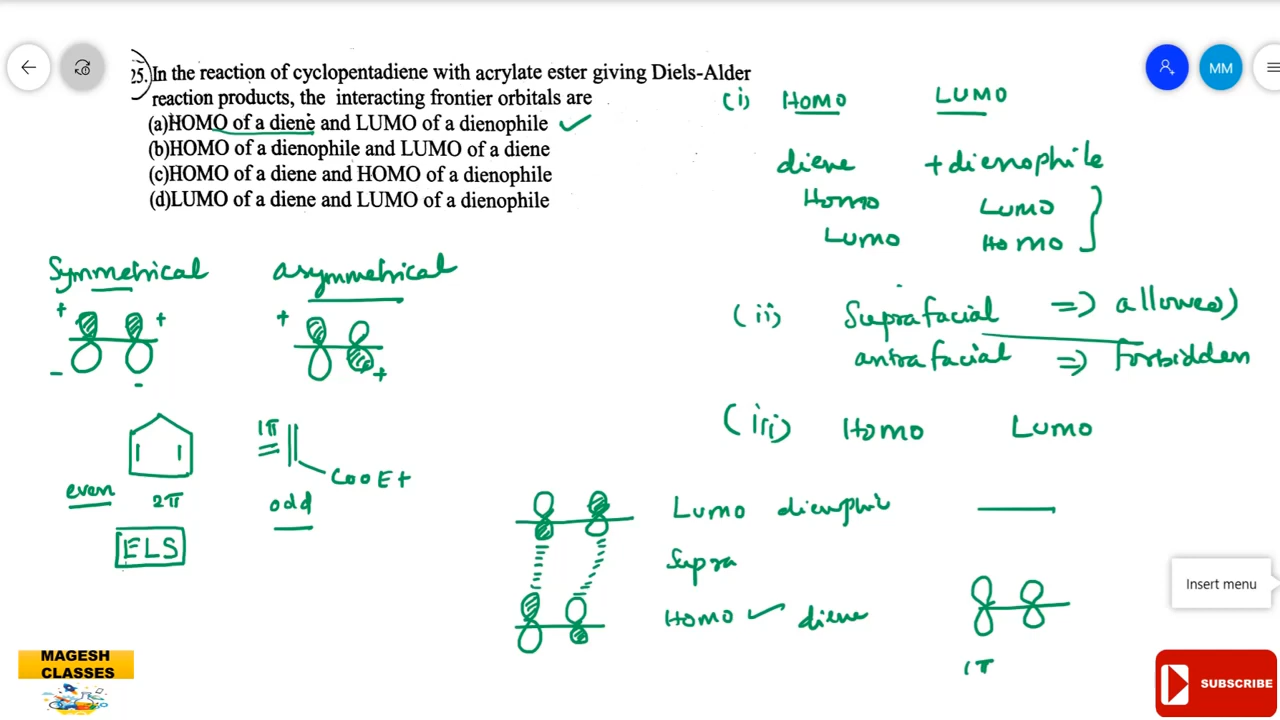 25. In the reaction of cyclopentadiene with acrylate ester giving Diels-Alder
reaction products, the interacting frontier orbitals are
(a)HOMO of a diene and LUMO of a dienophile ✓
(b)HOMO of a dienophile and LUMO of a diene
(c)HOMO of a diene and HOMO of a dienophile
(d)LUMO of a diene and LUMO of a dienophile
(i) HOMO LUMO
diene + dienophile
Homo LUMO
LUMO HOMO
(ii) Suprafacial => allowed)
antrafacial => Forbidden
(iii) Homo LUMO
Symmetrical asymmetrical
+ + +
- - +
1π
=
COOEt
even 2π odd
ELS
LUMO dienophil
Supra
Homo ✓ diene
1π
MM
Insert menu
MAGESH
CLASSES
SUBSCRIBE